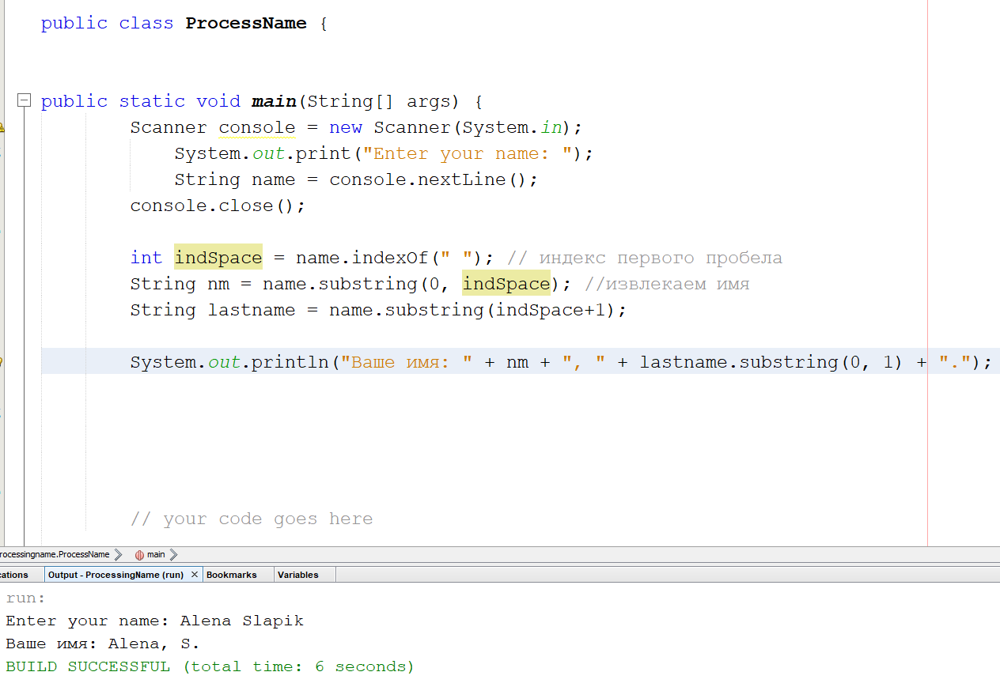 public class ProcessName {
public static void main(String[] args) {
Scanner console = new Scanner(System.in);
System.out.print("Enter your name: ");
String name = console.nextLine();
console.close();
int indSpace = name.indexOf(" "); // индекс первого пробела
String nm = name.substring(0, indSpace); //извлекаем имя
String lastname = name.substring(indSpace+1);
System.out.println("Ваше имя: " + nm + ", " + lastname.substring(0, 1) + ".");
// your code goes here
rocessingname.ProcessName main
cations Output - ProcessingName (run) × Bookmarks Variables
run:
Enter your name: Alena Slapik
Ваше имя: Alena, S.
BUILD SUCCESSFUL (total time: 6 seconds)